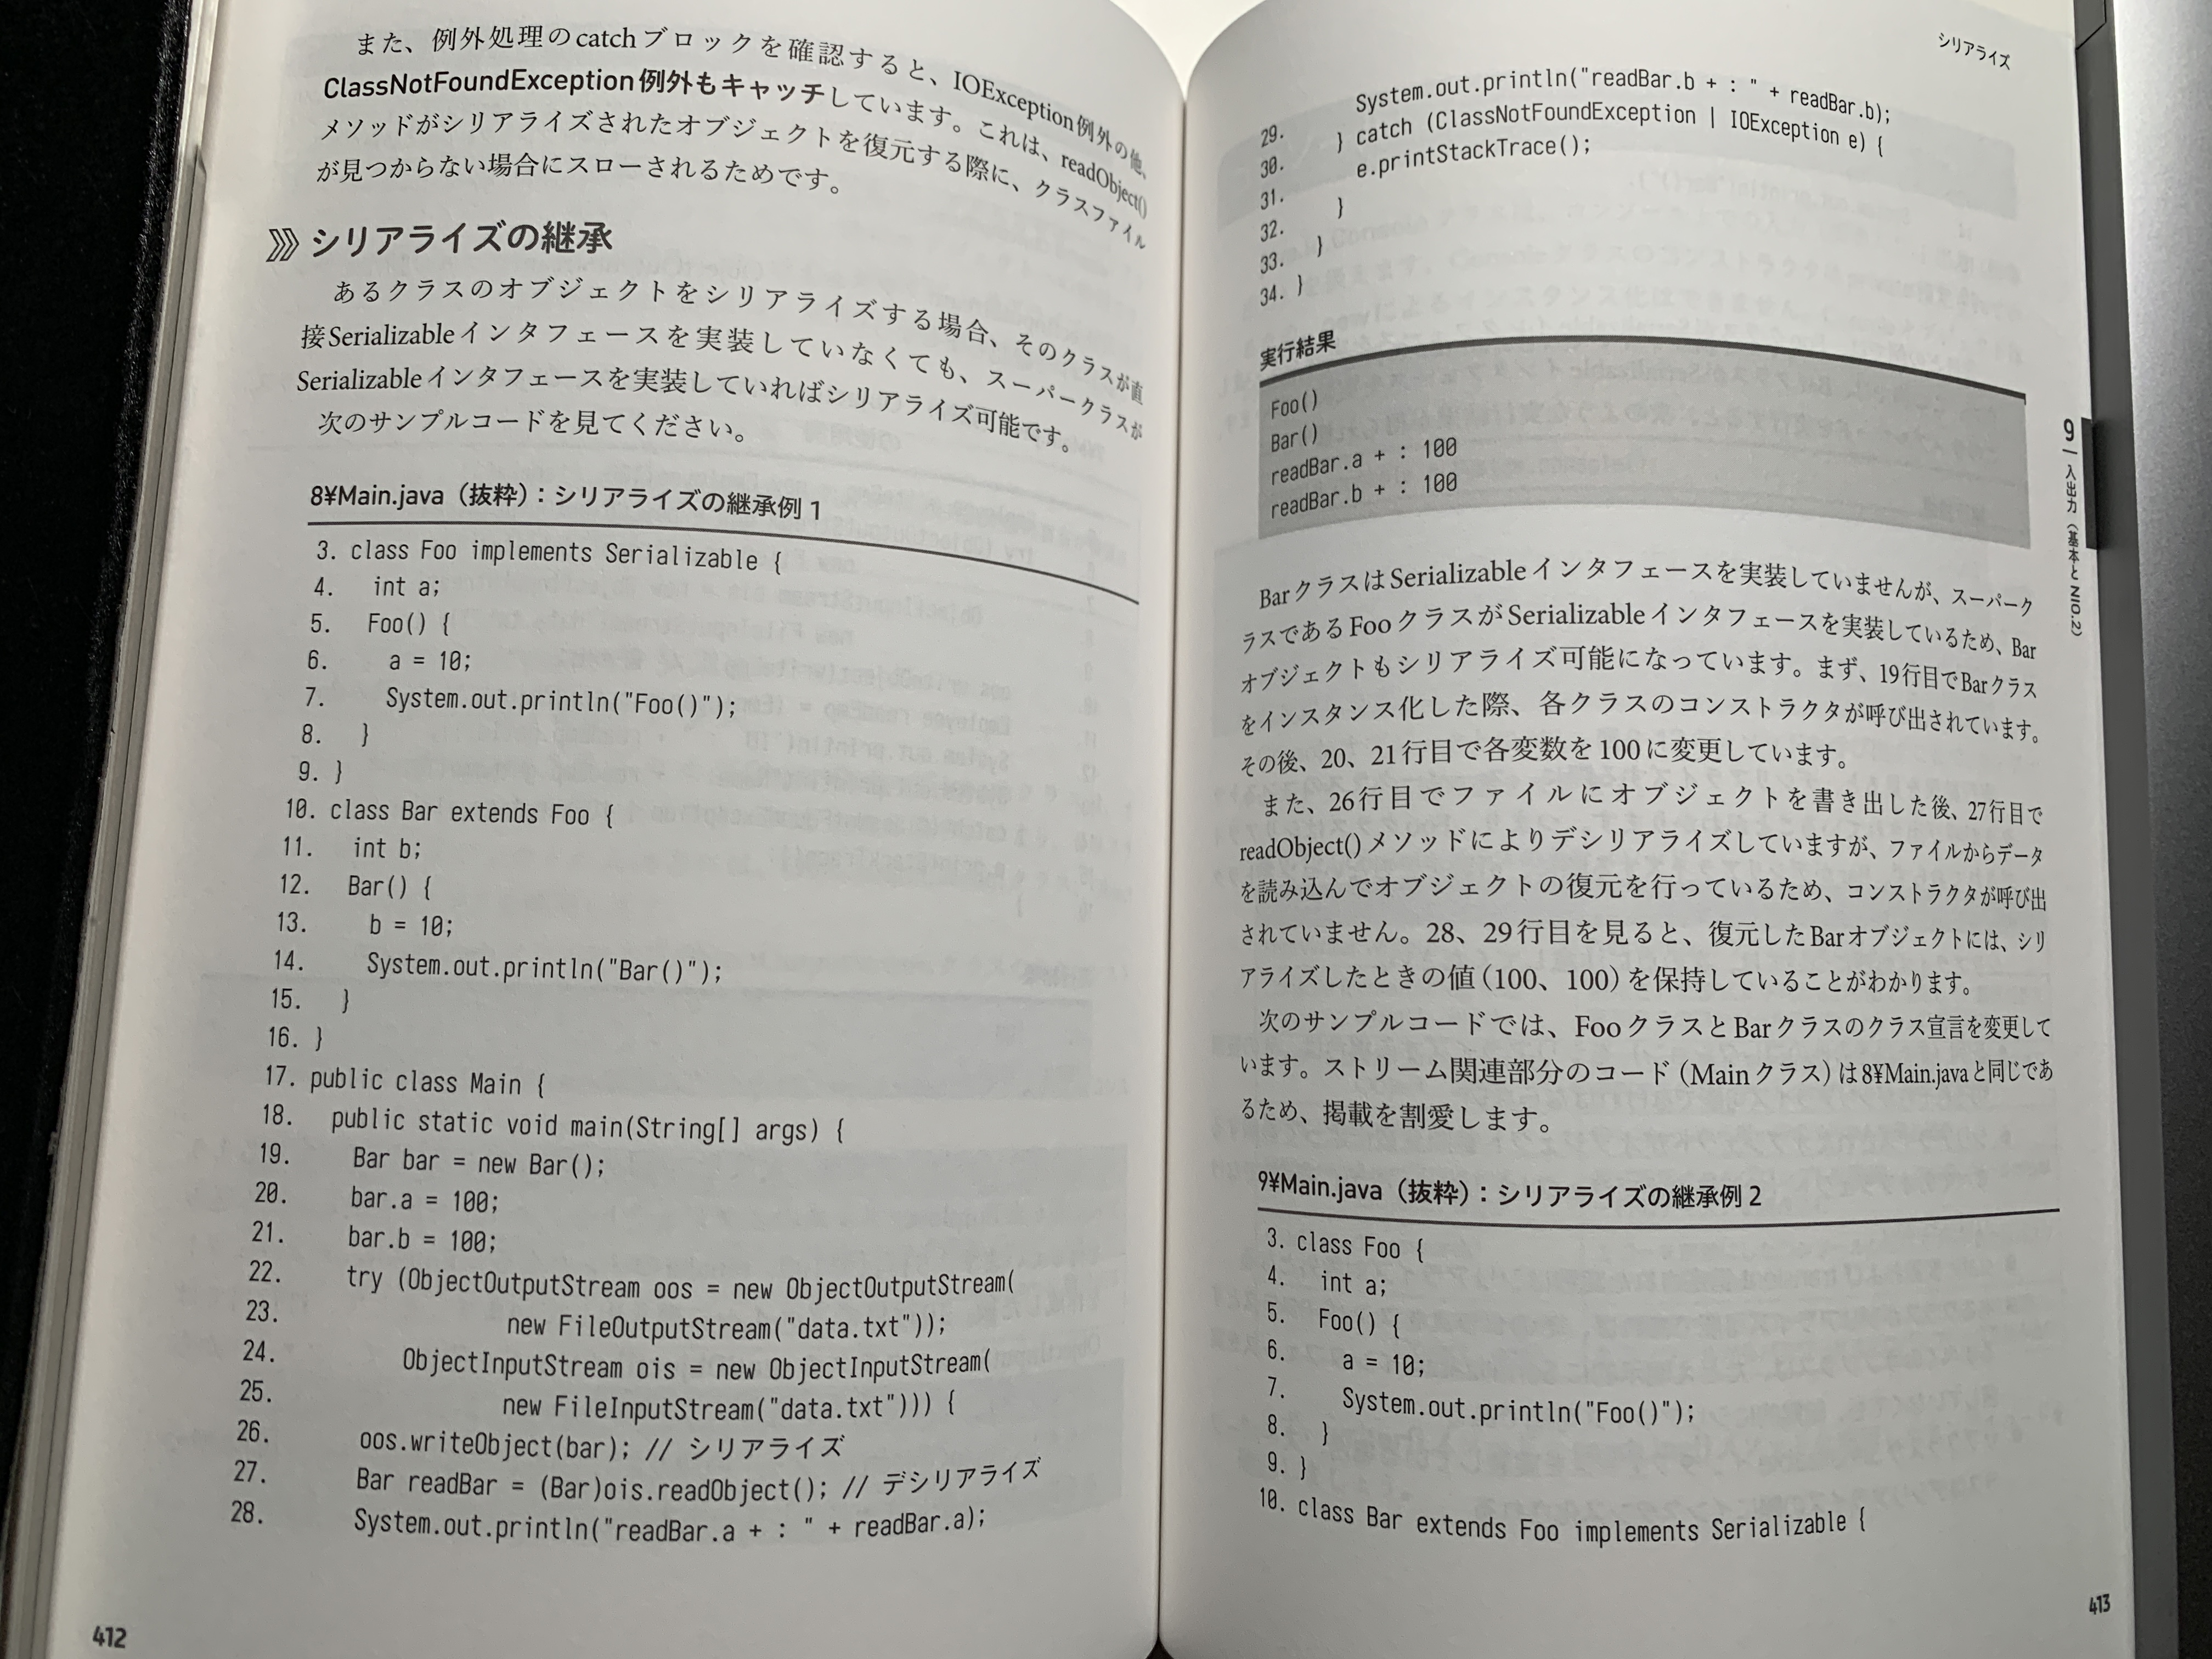 また、例外処理のcatchブロックを確認すると、IOException例外の他、
ClassNotFoundException例外もキャッチしています。これは、readObject()
メソッドがシリアライズされたオブジェクトを復元する際に、クラスファイル
が見つからない場合にスローされるためです。
シリアライズの継承
あるクラスのオブジェクトをシリアライズする場合、そのクラスが直
接Serializableインタフェースを実装していなくても、スーパークラスが
Serializableインタフェースを実装していればシリアライズ可能です。
次のサンプルコードを見てください。
8¥Main.java（抜粋）：シリアライズの継承例 1
3. class Foo implements Serializable {
4.   int a;
5.   Foo() {
6.     a = 10;
7.     System.out.println("Foo()");
8.   }
9. }
10. class Bar extends Foo {
11.   int b;
12.   Bar() {
13.     b = 10;
14.     System.out.println("Bar()");
15.   }
16. }
17. public class Main {
18.   public static void main(String[] args) {
19.     Bar bar = new Bar();
20.     bar.a = 100;
21.     bar.b = 100;
22.     try (ObjectOutputStream oos = new ObjectOutputStream(
23.                 new FileOutputStream("data.txt"));
24.          ObjectInputStream ois = new ObjectInputStream(
25.                 new FileInputStream("data.txt"))) {
26.       oos.writeObject(bar); // シリアライズ
27.       Bar readBar = (Bar)ois.readObject(); // デシリアライズ
28.       System.out.println("readBar.a + : " + readBar.a);
412
シリアライズ
29.       System.out.println("readBar.b + : " + readBar.b);
30.     } catch (ClassNotFoundException | IOException e) {
31.       e.printStackTrace();
32.     }
33.   }
34. }
実行結果
Foo()
Bar()
readBar.a + : 100
readBar.b + : 100
BarクラスはSerializableインタフェースを実装していませんが、スーパーク
ラスであるFooクラスがSerializableインタフェースを実装しているため、Bar
オブジェクトもシリアライズ可能になっています。まず、19行目でBarクラス
をインスタンス化した際、各クラスのコンストラクタが呼び出されています。
その後、20、21行目で各変数を100に変更しています。
また、26行目でファイルにオブジェクトを書き出した後、27行目で
readObject()メソッドによりデシリアライズしていますが、ファイルからデータ
を読み込んでオブジェクトの復元を行っているため、コンストラクタが呼び出
されていません。28、29行目を見ると、復元したBarオブジェクトには、シリ
アライズしたときの値（100、100）を保持していることがわかります。
次のサンプルコードでは、FooクラスとBarクラスのクラス宣言を変更して
います。ストリーム関連部分のコード（Mainクラス）は8¥Main.javaと同じであ
るため、掲載を割愛します。
9¥Main.java（抜粋）：シリアライズの継承例 2
3. class Foo {
4.   int a;
5.   Foo() {
6.     a = 10;
7.     System.out.println("Foo()");
8.   }
9. }
10. class Bar extends Foo implements Serializable {
9 入出力（基本と NIO.2）
413